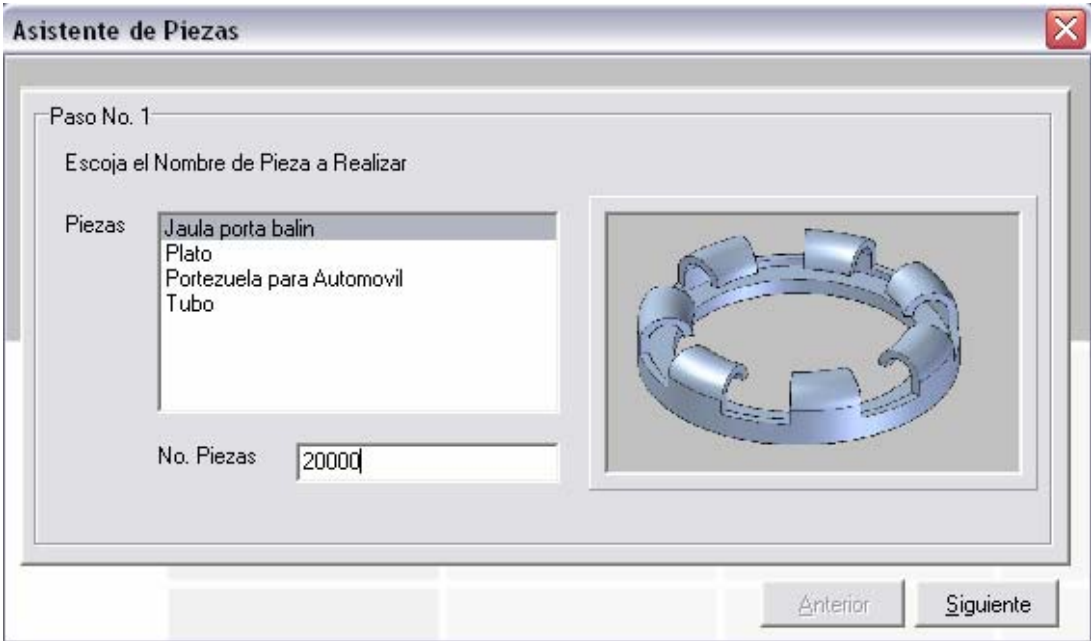 Asistente de Piezas
Paso No. 1
Escoja el Nombre de Pieza a Realizar
Piezas
Jaula porta balin
Plato
Portezuela para Automovil
Tubo
No. Piezas 20000
Anterior Siguiente